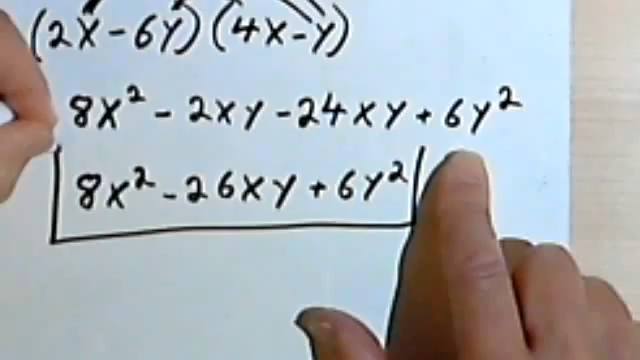 (2x-6y)(4x-y)
8x² - 2xy - 24xy + 6y²
8x² - 26xy + 6y²